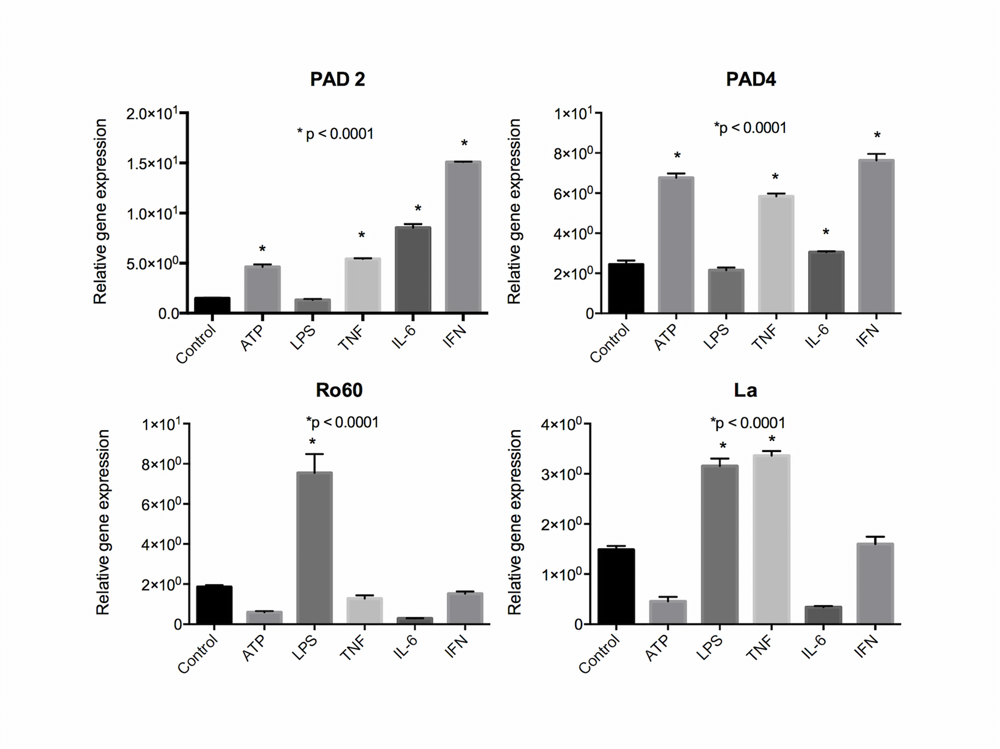 PAD 2
Relative gene expression
2.0×10¹
1.5×10¹
1.0×10¹
5.0×10⁰
0.0
* p < 0.0001
*
*
*
*
Control
ATP
LPS
TNF
IL-6
IFN
PAD4
Relative gene expression
1×10¹
8×10⁰
6×10⁰
4×10⁰
2×10⁰
0
*p < 0.0001
*
*
*
*
Control
ATP
LPS
TNF
IL-6
IFN
Ro60
Relative gene expression
1×10¹
8×10⁰
6×10⁰
4×10⁰
2×10⁰
0
*p < 0.0001
*
Control
ATP
LPS
TNF
IL-6
IFN
La
Relative gene expression
4×10⁰
3×10⁰
2×10⁰
1×10⁰
0
*p < 0.0001
*
*
Control
ATP
LPS
TNF
IL-6
IFN